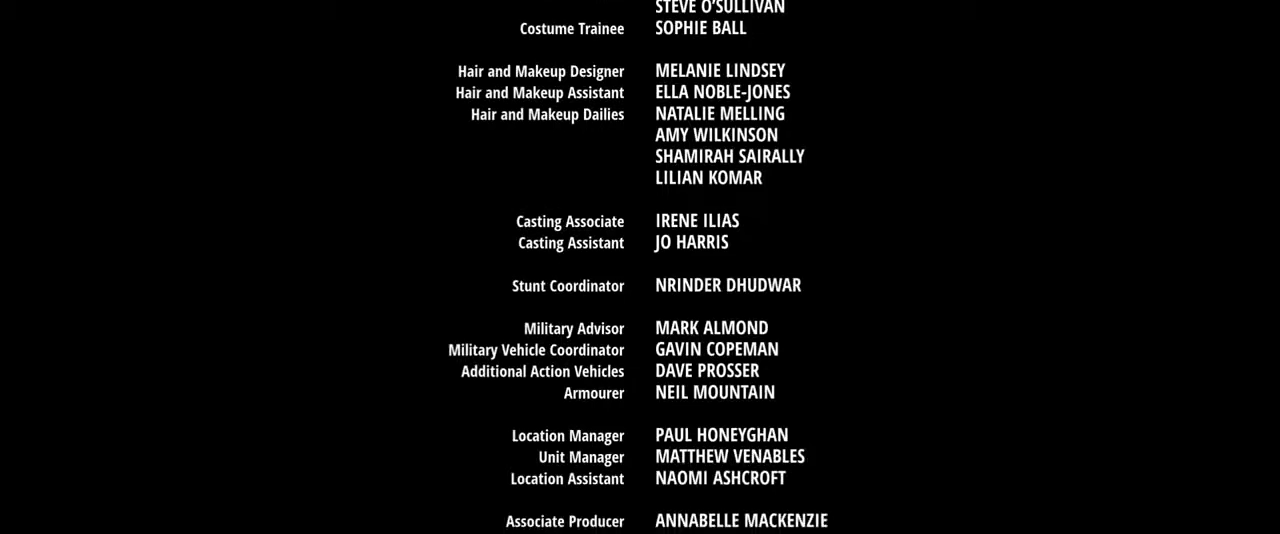 STEVE O'SULLIVAN
Costume Trainee SOPHIE BALL
Hair and Makeup Designer MELANIE LINDSEY
Hair and Makeup Assistant ELLA NOBLE-JONES
Hair and Makeup Dailies NATALIE MELLING
AMY WILKINSON
SHAMIRAH SAIRALLY
LILIAN KOMAR
Casting Associate IRENE ILIAS
Casting Assistant JO HARRIS
Stunt Coordinator NRINDER DHUDWAR
Military Advisor MARK ALMOND
Military Vehicle Coordinator GAVIN COPEMAN
Additional Action Vehicles DAVE PROSSER
Armourer NEIL MOUNTAIN
Location Manager PAUL HONEYGHAN
Unit Manager MATTHEW VENABLES
Location Assistant NAOMI ASHCROFT
Associate Producer ANNABELLE MACKENZIE